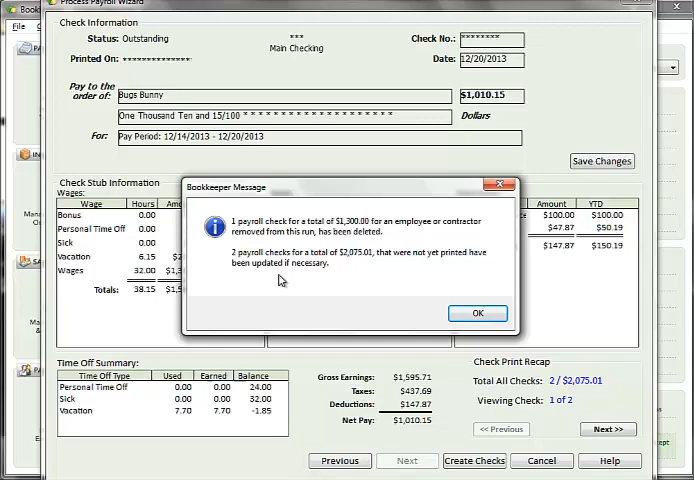 Process Payroll Wizard
Book
File
Check Information
Status: Outstanding
***
Main Checking
Check No.: ********
Printed On: **************
Date: 12/20/2013
Pay to the
order of:
Bugs Bunny
$1,010.15
One Thousand Ten and 15/100 * * * * * * * * * * * * * * * * * * * *
Dollars
For: Pay Period: 12/14/2013 - 12/20/2013
Save Changes
Check Stub Information
Wages:
Wage Hours
Bonus 0.00
Personal Time Off 0.00
Sick 0.00
Vacation 6.15
Wages 32.00
Totals: 38.15
Amount YTD
$100.00 $100.00
$47.87 $50.19
$147.87 $150.19
Bookkeeper Message
1 payroll check for a total of $1,300.00 for an employee or contractor
removed from this run, has been deleted.
2 payroll checks for a total of $2,075.01, that were not yet printed have
been updated if necessary.
OK
Time Off Summary:
Time Off Type Used Earned Balance
Personal Time Off 0.00 0.00 24.00
Sick 0.00 0.00 32.00
Vacation 7.70 7.70 -1.85
Gross Earnings: $1,595.71
Taxes: $437.69
Deductions: $147.87
Net Pay: $1,010.15
Check Print Recap
Total All Checks: 2 / $2,075.01
Viewing Check: 1 of 2
<< Previous
Next >>
Previous
Next
Create Checks
Cancel
Help